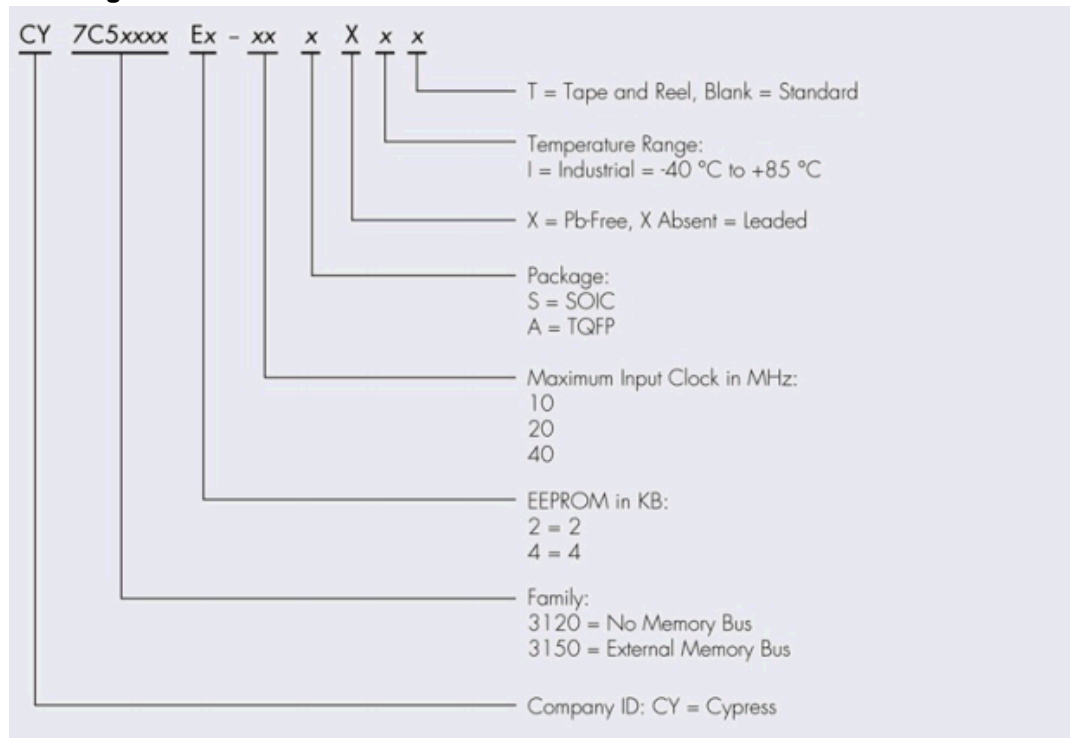 CY 7C5xxxx Ex - xx x X x x
T = Tape and Reel, Blank = Standard
Temperature Range:
I = Industrial = -40 °C to +85 °C
X = Pb-Free, X Absent = Leaded
Package:
S = SOIC
A = TQFP
Maximum Input Clock in MHz:
10
20
40
EEPROM in KB:
2 = 2
4 = 4
Family:
3120 = No Memory Bus
3150 = External Memory Bus
Company ID: CY = Cypress